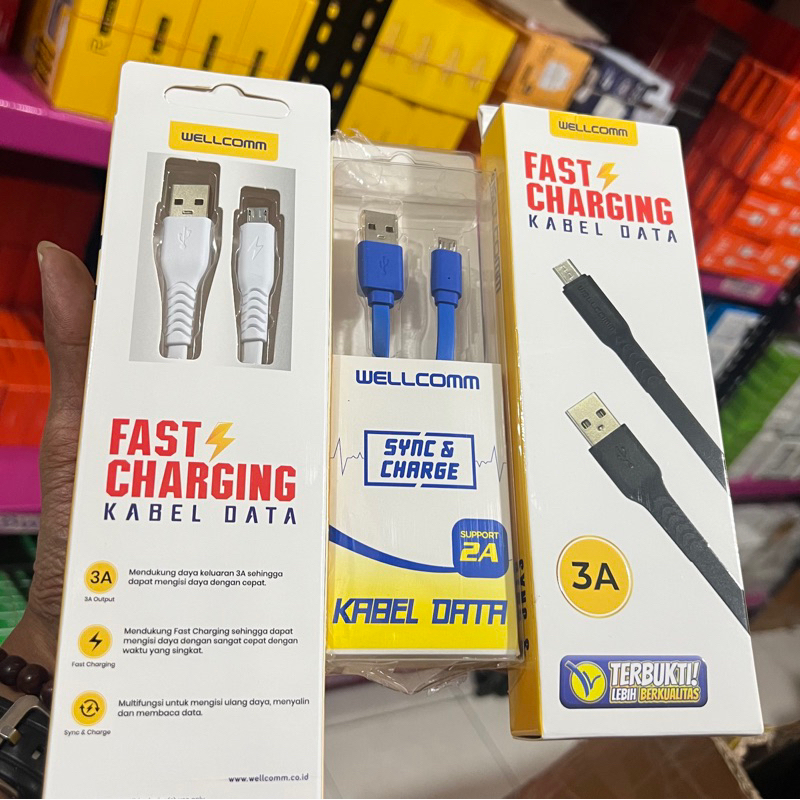 WELLCOMM
FAST
CHARGING
KABEL DATA
3A
3A Output
Mendukung daya keluaran 3A sehingga
dapat mengisi daya dengan cepat.
Fast Charging
Mendukung Fast Charging sehingga dapat
mengisi daya dengan sangat cepat dengan
waktu yang singkat.
Sync & Charge
Multifungsi untuk mengisi ulang daya, menyalin
dan membaca data.
www.wellcomm.co.id
WELLCOMM
SYNC &
CHARGE
SUPPORT
2A
KABEL DATA
WELLCOMM
FAST
CHARGING
KABEL DATA
WELLCOMM
3A
TERBUKTI!
LEBIH BERKUALITAS